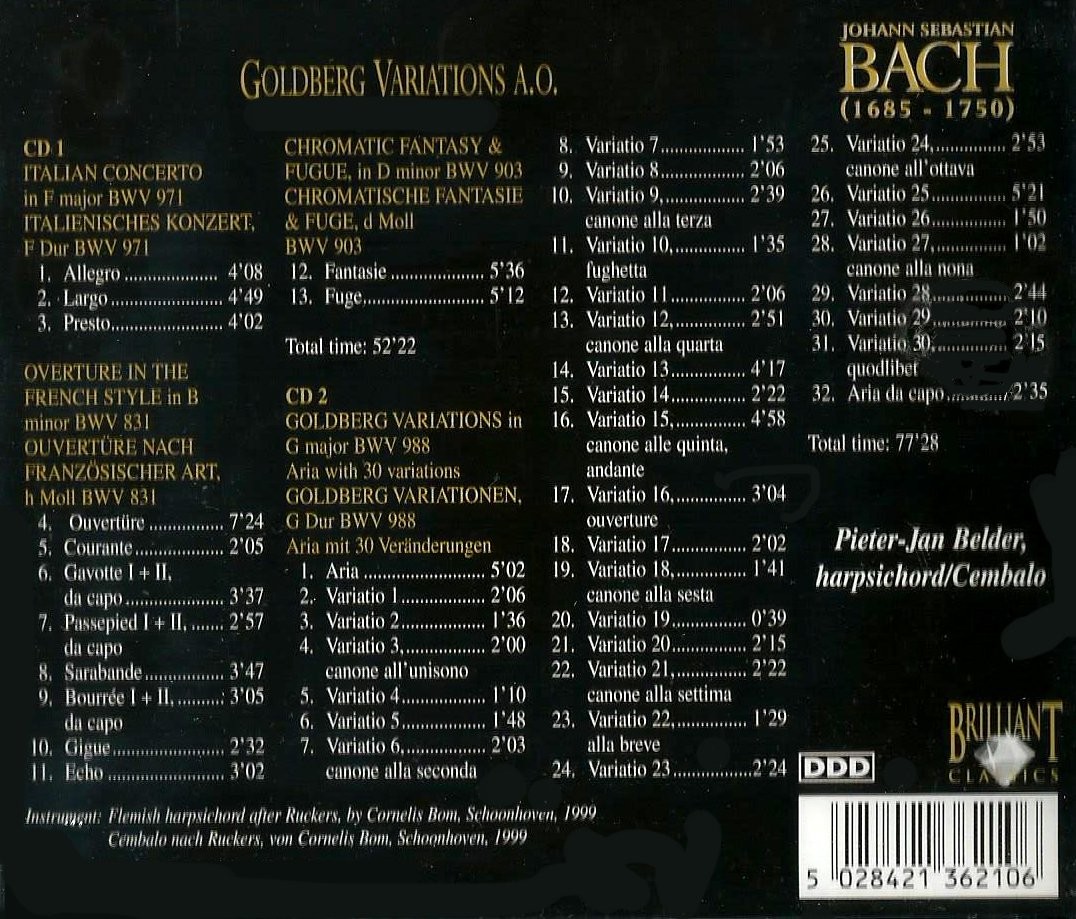 GOLDBERG VARIATIONS A.O.
JOHANN SEBASTIAN
BACH
(1685 - 1750)
CD 1
ITALIAN CONCERTO
in F major BWV 971
ITALIENISCHES KONZERT,
F Dur BWV 971
1. Allegro .................... 4'08
2. Largo ........................ 4'49
3. Presto........................ 4'02
OVERTURE IN THE
FRENCH STYLE in B
minor BWV 831
OUVERTÜRE NACH
FRANZÖSISCHER ART,
h Moll BWV 831
4. Ouvertüre ................ 7'24
5. Courante................... 2'05
6. Gavotte I + II,
da capo...................... 3'37
7. Passepied I + II, ....... 2'57
da capo
8. Sarabande................. 3'47
9. Bourrée I + II,.......... 3'05
da capo
10. Gigue......................... 2'32
11. Echo ......................... 3'02
CHROMATIC FANTASY &
FUGUE, in D minor BWV 903
CHROMATISCHE FANTASIE
& FUGE, d Moll
BWV 903
12. Fantasie .................... 5'36
13. Fuge,.......................... 5'12
Total time: 52'22
CD 2
GOLDBERG VARIATIONS in
G major BWV 988
Aria with 30 variations
GOLDBERG VARIATIONEN,
G Dur BWV 988
Aria mit 30 Veränderungen
1. Aria .......................... 5'02
2. Variatio 1.................. 2'06
3. Variatio 2.................. 1'36
4. Variatio 3,................. 2'00
canone all'unisono
5. Variatio 4.................. 1'10
6. Variatio 5.................. 1'48
7. Variatio 6,................. 2'03
canone alla seconda
8. Variatio 7.................. 1'53
9. Variatio 8.................. 2'06
10. Variatio 9,................. 2'39
canone alla terza
11. Variatio 10,............... 1'35
fughetta
12. Variatio 11................ 2'06
13. Variatio 12,............... 2'51
canone alla quarta
14. Variatio 13................ 4'17
15. Variatio 14................ 2'22
16. Variatio 15,............... 4'58
canone alle quinta,
andante
17. Variatio 16,............... 3'04
ouverture
18. Variatio 17................ 2'02
19. Variatio 18,............... 1'41
canone alla sesta
20. Variatio 19................ 0'39
21. Variatio 20................ 2'15
22. Variatio 21,............... 2'22
canone alla settima
23. Variatio 22,............... 1'29
alla breve
24. Variatio 23.................2'24
25. Variatio 24,............... 2'53
canone all'ottava
26. Variatio 25................ 5'21
27. Variatio 26................ 1'50
28. Variatio 27,............... 1'02
canone alla nona
29. Variatio 28................ 2'44
30. Variatio 29................ 2'10
31. Variatio 30,............... 2'15
quodlibet
32. Aria da capo............. 2'35
Total time: 77'28
Pieter-Jan Belder,
harpsichord/Cembalo
Instrument: Flemish harpsichord after Ruckers, by Cornelis Bom, Schoonhoven, 1999
Cembalo nach Ruckers, von Cornelis Bom, Schoonhoven, 1999
BRILLIANT
CLASSICS
DDD
5 028421 362106